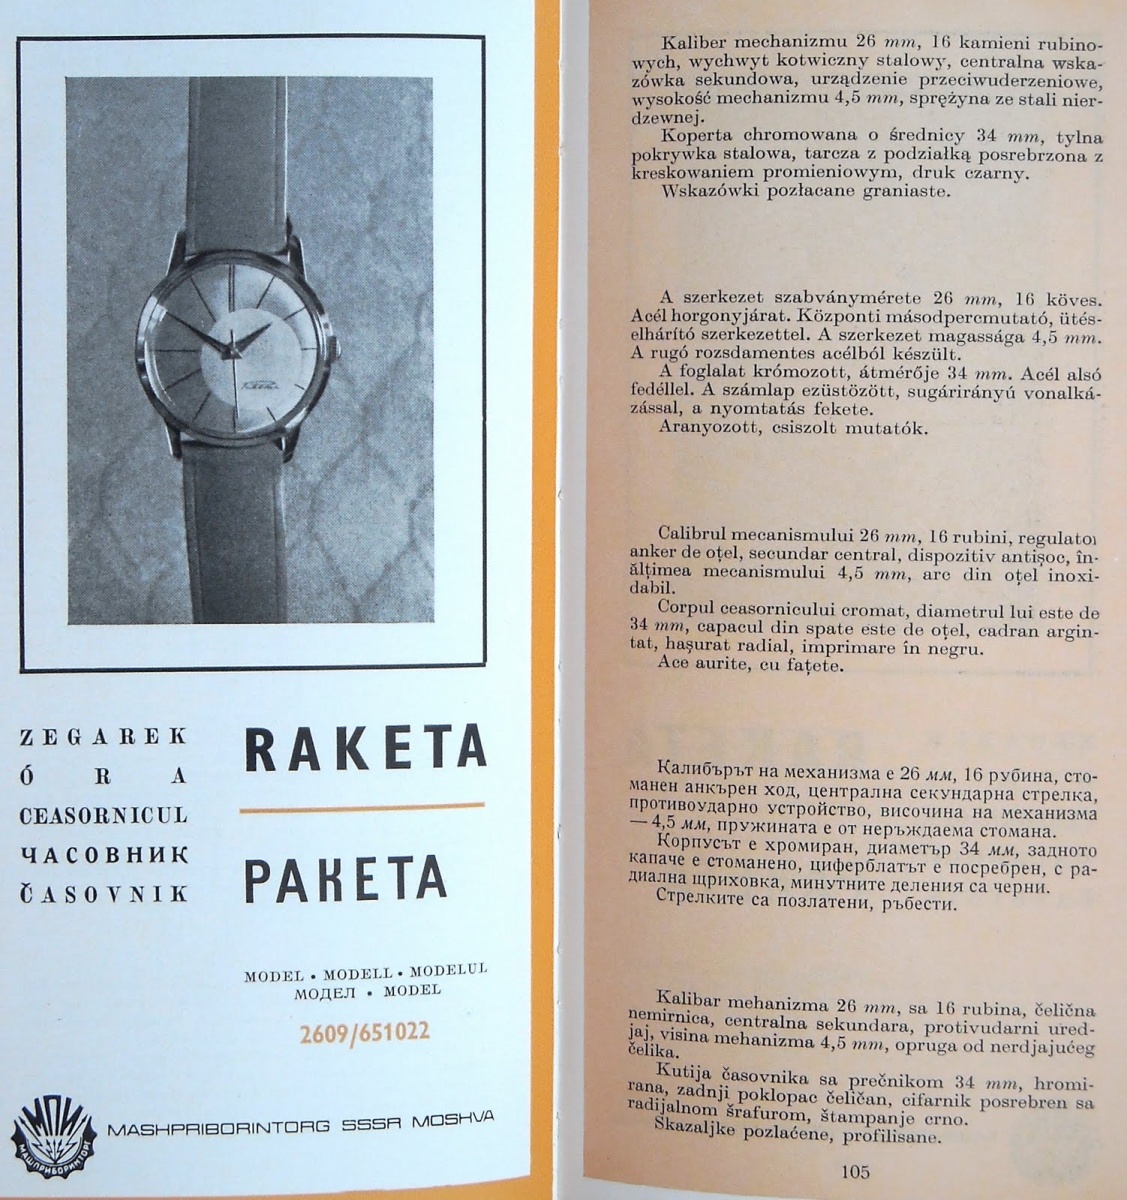 Ракета
ZEGAREK
ÓRA
CEASORNICUL
ЧАСОВНИК
ČASOVNIK
RAKETA
РАКЕТА
MODEL • MODELL • MODELUL
МОДЕЛ • MODEL
2609/651022
МПИ
МАШПРИБОРИНТОРГ
MASHPRIBORINTORG SSSR MOSKVA
Kaliber mechanizmu 26 mm, 16 kamieni rubino-
wych, wychwyt kotwiczny stalowy, centralna wska-
zówka sekundowa, urządzenie przeciwuderzeniowe,
wysokość mechanizmu 4,5 mm, sprężyna ze stali nier-
dzewnej.
Koperta chromowana o średnicy 34 mm, tylna
pokrywka stalowa, tarcza z podziałką posrebrzona z
kreskowaniem promieniowym, druk czarny.
Wskazówki pozłacane graniaste.
A szerkezet szabványmérete 26 mm, 16 köves.
Acél horgonyjárat. Központi másodpercmutató, ütés-
elhárító szerkezettel. A szerkezet magassága 4,5 mm.
A rugó rozsdamentes acélból készült.
A foglalat krómozott, átmérője 34 mm. Acél alsó
fedéllel. A számlap ezüstözött, sugárirányú vonalká-
zással, a nyomtatás fekete.
Aranyozott, csiszolt mutatók.
Calibrul mecanismului 26 mm, 16 rubini, regulator
anker de oțel, secundar central, dispozitiv antișoc, în-
ălțimea mecanismului 4,5 mm, arc din oțel inoxi-
dabil.
Corpul ceasornicului cromat, diametrul lui este de
34 mm, capacul din spate este de oțel, cadran argin-
tat, hașurat radial, imprimare în negru.
Ace aurite, cu fațete.
Калибърът на механизма е 26 мм, 16 рубина, сто-
манен анкърен ход, централна секундарна стрелка,
противоударно устройство, височина на механизма
— 4,5 мм, пружината е от неръждаема стомана.
Корпусът е хромиран, диаметър 34 мм, задното
капаче е стоманено, циферблатът е посребрен, с ра-
диална щриховка, минутните деления са черни.
Стрелките са позлатени, ръбести.
Kalibar mehanizma 26 mm, sa 16 rubina, čelična
nemirnica, centralna sekundara, protivudarni ured-
jaj, visina mehanizma 4,5 mm, opruga od nerdjajućeg
čelika.
Kutija časovnika sa prečnikom 34 mm, hromi-
rana, zadnji poklopac čeličan, cifarnik posrebren sa
radijalnom šrafurom, štampanje crno.
Skazaljke pozlaćene, profilisane.
105